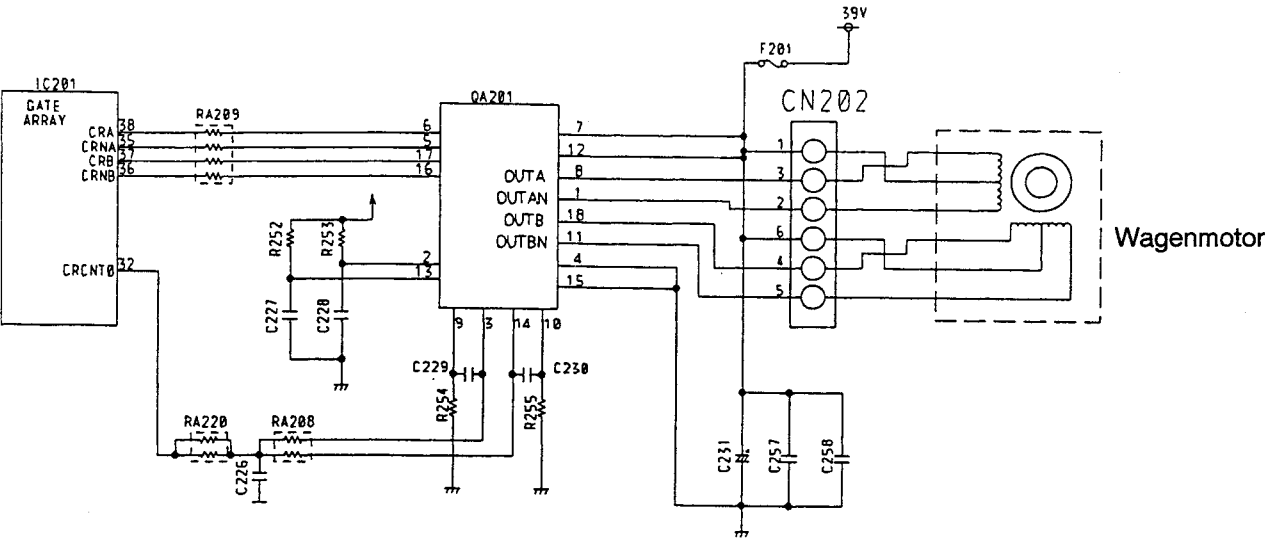 39V
F201
IC201
GATE
ARRAY
CRA 38
CRNA 35
CRB 37
CRNB 36
CRCNT0 32
RA209
QA201
6
5
17
16
2
13
OUTA
OUTAN
OUTB
OUTBN
7
12
8
1
18
11
4
15
9
3
14
10
CN202
1
3
2
6
4
5
Wagenmotor
R252
R253
C227
C228
C229
C230
R254
R255
RA220
RA208
C226
C231
C257
C258